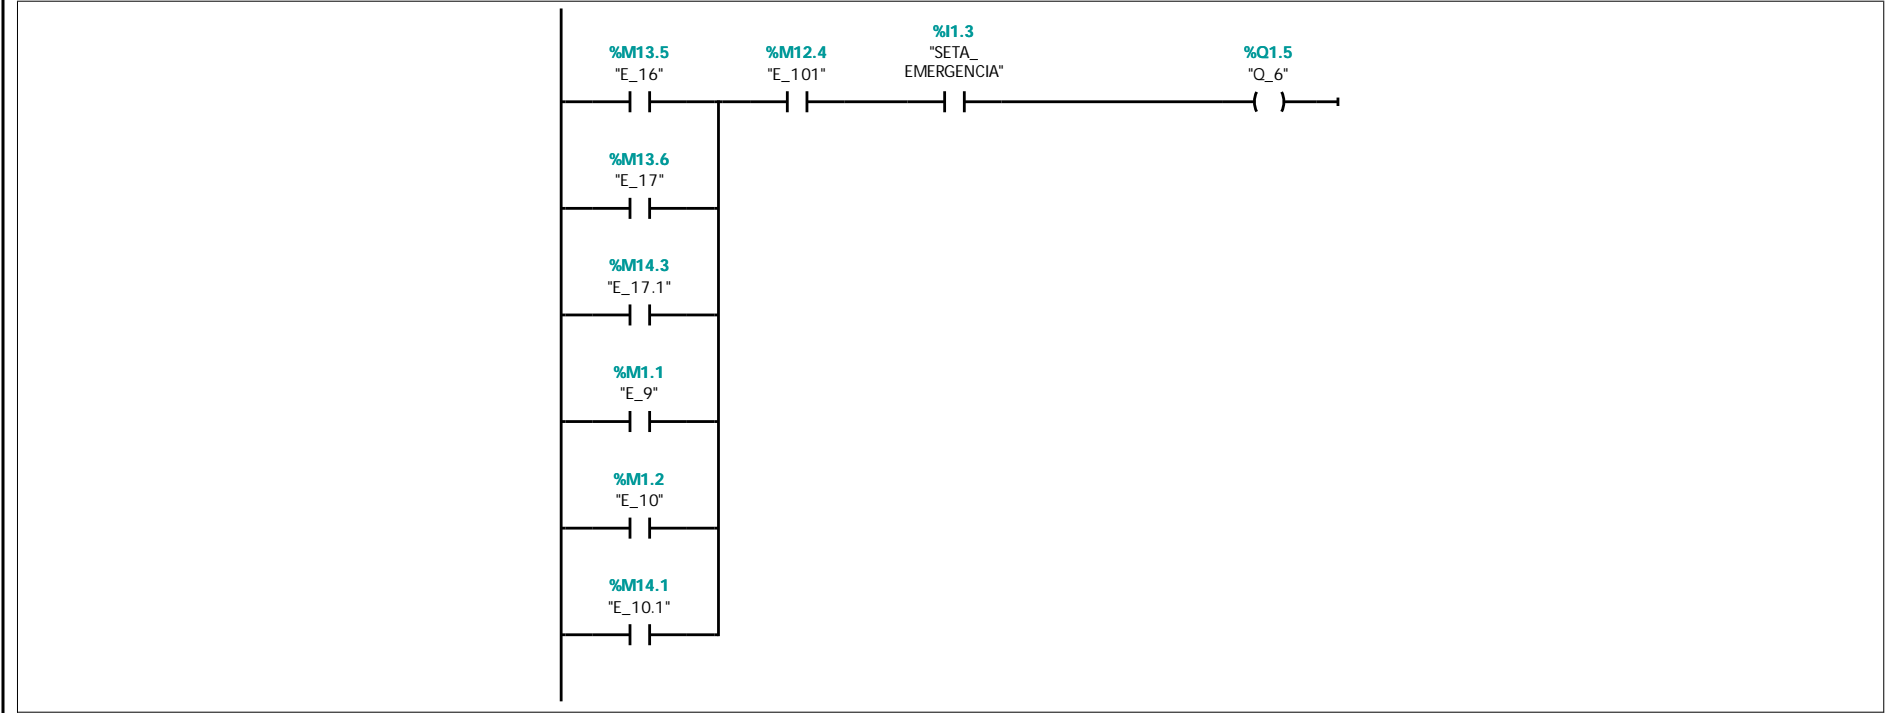 %M13.5
"E_16"
%M12.4
"E_101"
%I1.3
"SETA_
EMERGENCIA"
%Q1.5
"Q_6"
%M13.6
"E_17"
%M14.3
"E_17.1"
%M1.1
"E_9"
%M1.2
"E_10"
%M14.1
"E_10.1"